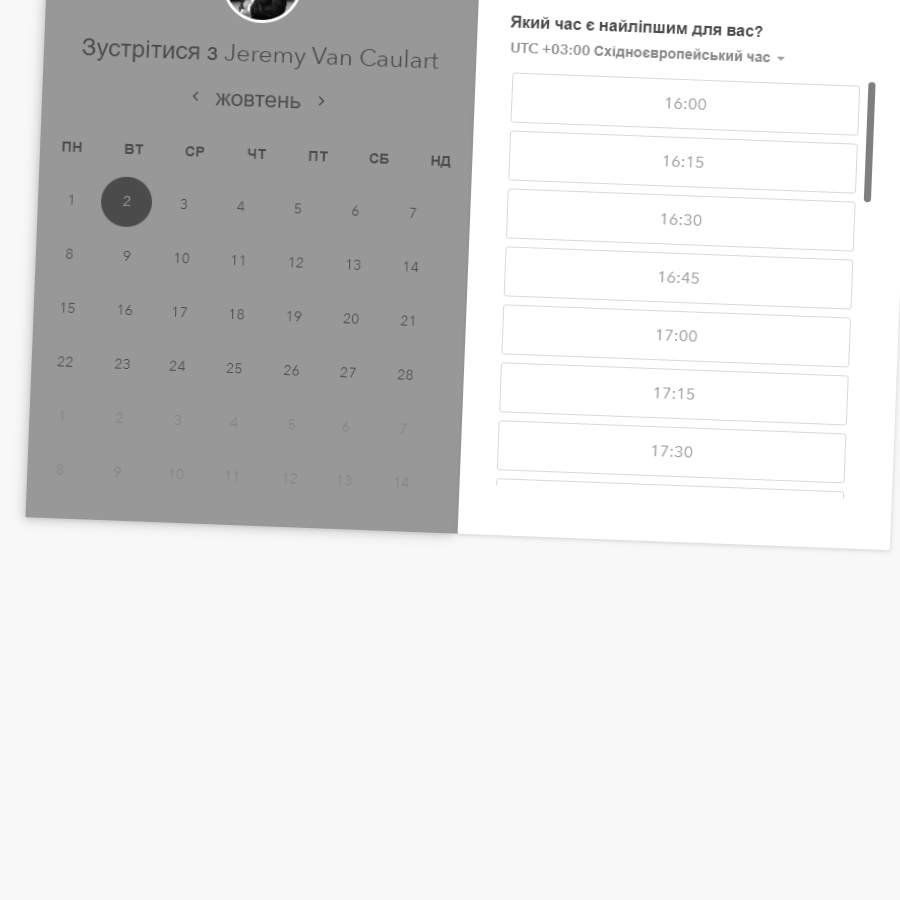 Зустрітися з Jeremy Van Caulart
‹ жовтень ›
ПН ВТ СР ЧТ ПТ СБ НД
1 2 3 4 5 6 7
8 9 10 11 12 13 14
15 16 17 18 19 20 21
22 23 24 25 26 27 28
1 2 3 4 5 6 7
8 9 10 11 12 13 14
Який час є найліпшим для вас?
UTC +03:00 Східноєвропейський час
16:00
16:15
16:30
16:45
17:00
17:15
17:30